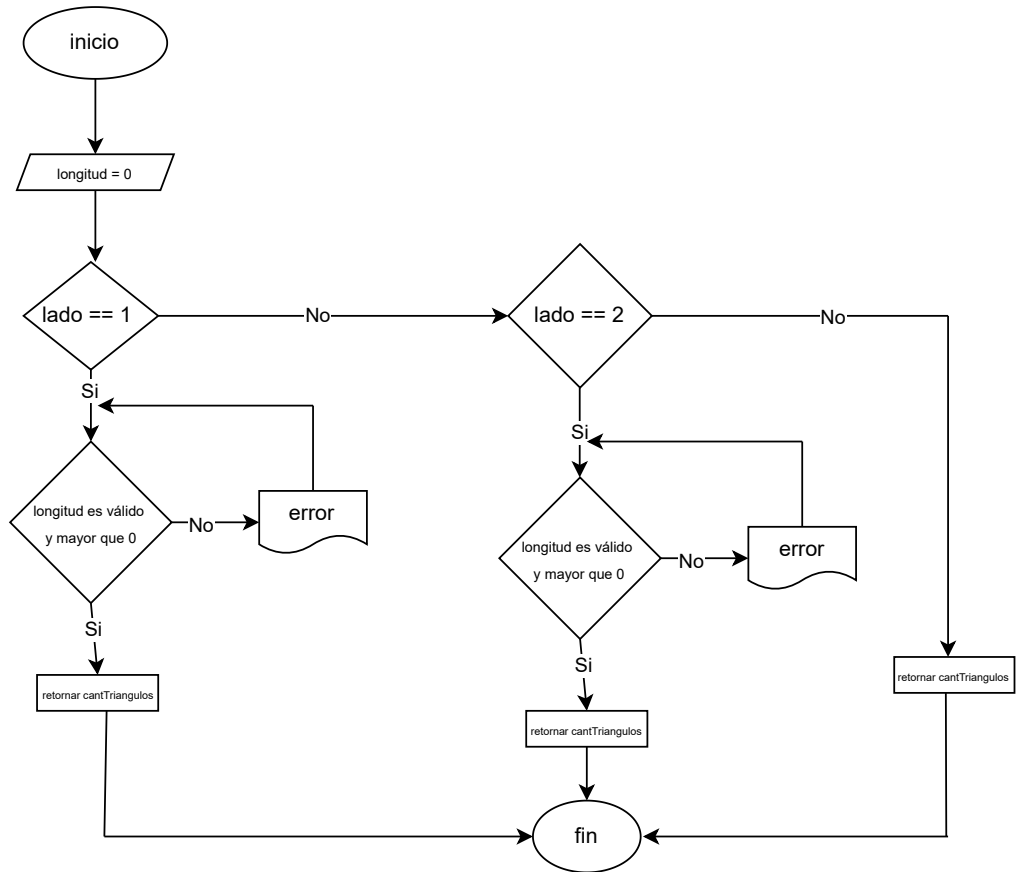 inicio
longitud = 0
lado == 1
No
lado == 2
No
Si
Si
longitud es válido
y mayor que 0
No
error
longitud es válido
y mayor que 0
No
error
Si
Si
retornar cantTriangulos
retornar cantTriangulos
retornar cantTriangulos
fin